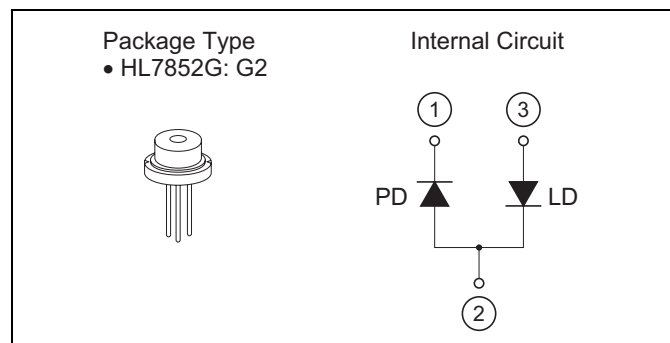 Package Type
• HL7852G: G2
Internal Circuit
1
3
PD
LD
2